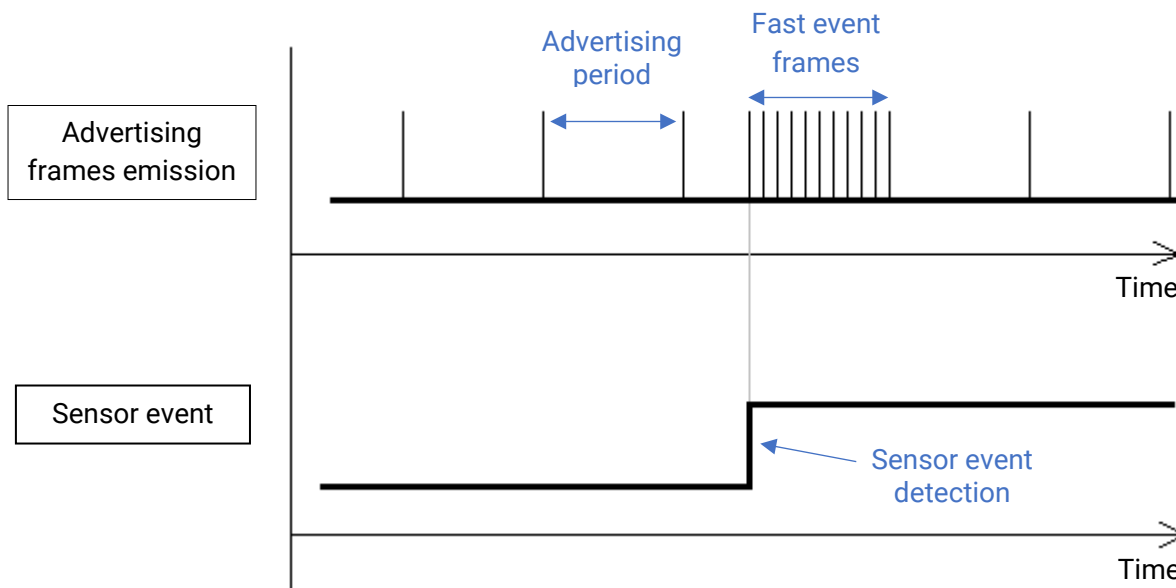 Advertising
period
Fast event
frames
Advertising
frames emission
Time
Sensor event
Sensor event
detection
Time